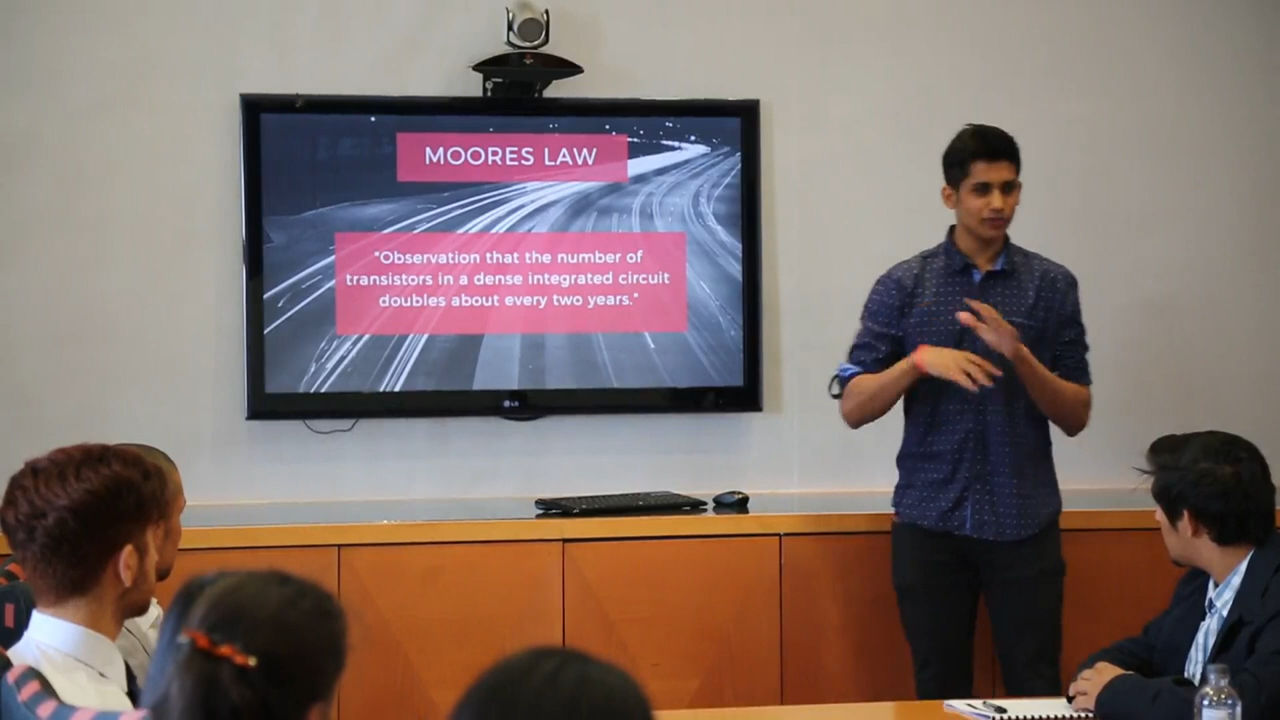 MOORES LAW
"Observation that the number of
transistors in a dense integrated circuit
doubles about every two years."
LG